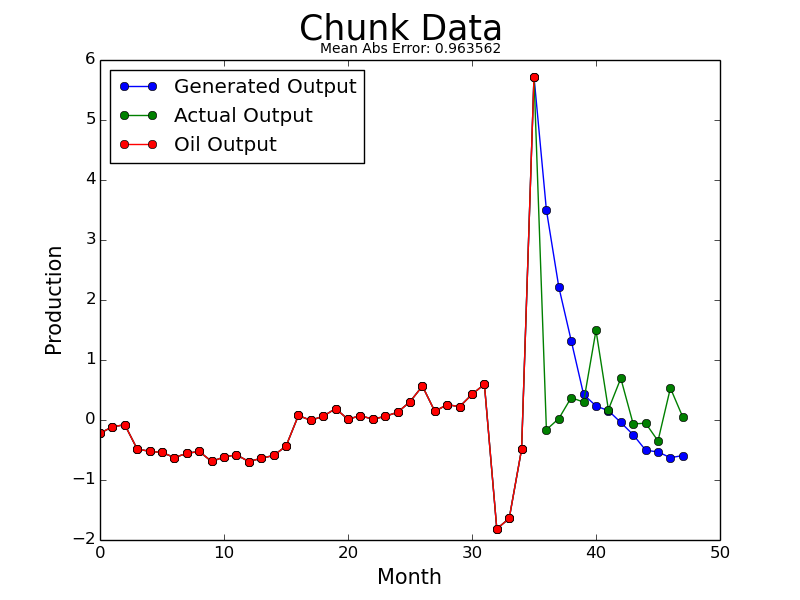 Chunk Data
Mean Abs Error: 0.963562
6
5
4
3
2
1
0
−1
−2
Production
Generated Output
Actual Output
Oil Output
0 10 20 30 40 50
Month